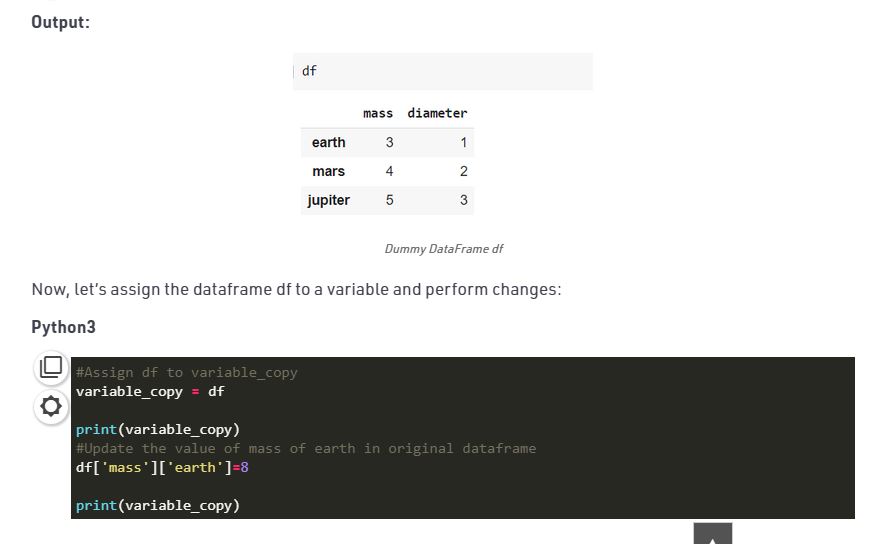 Output:
df
mass diameter
earth 3 1
mars 4 2
jupiter 5 3
Dummy DataFrame df
Now, let’s assign the dataframe df to a variable and perform changes:
Python3
#Assign df to variable_copy
variable_copy = df
print(variable_copy)
#Update the value of mass of earth in original dataframe
df['mass']['earth']=8
print(variable_copy)